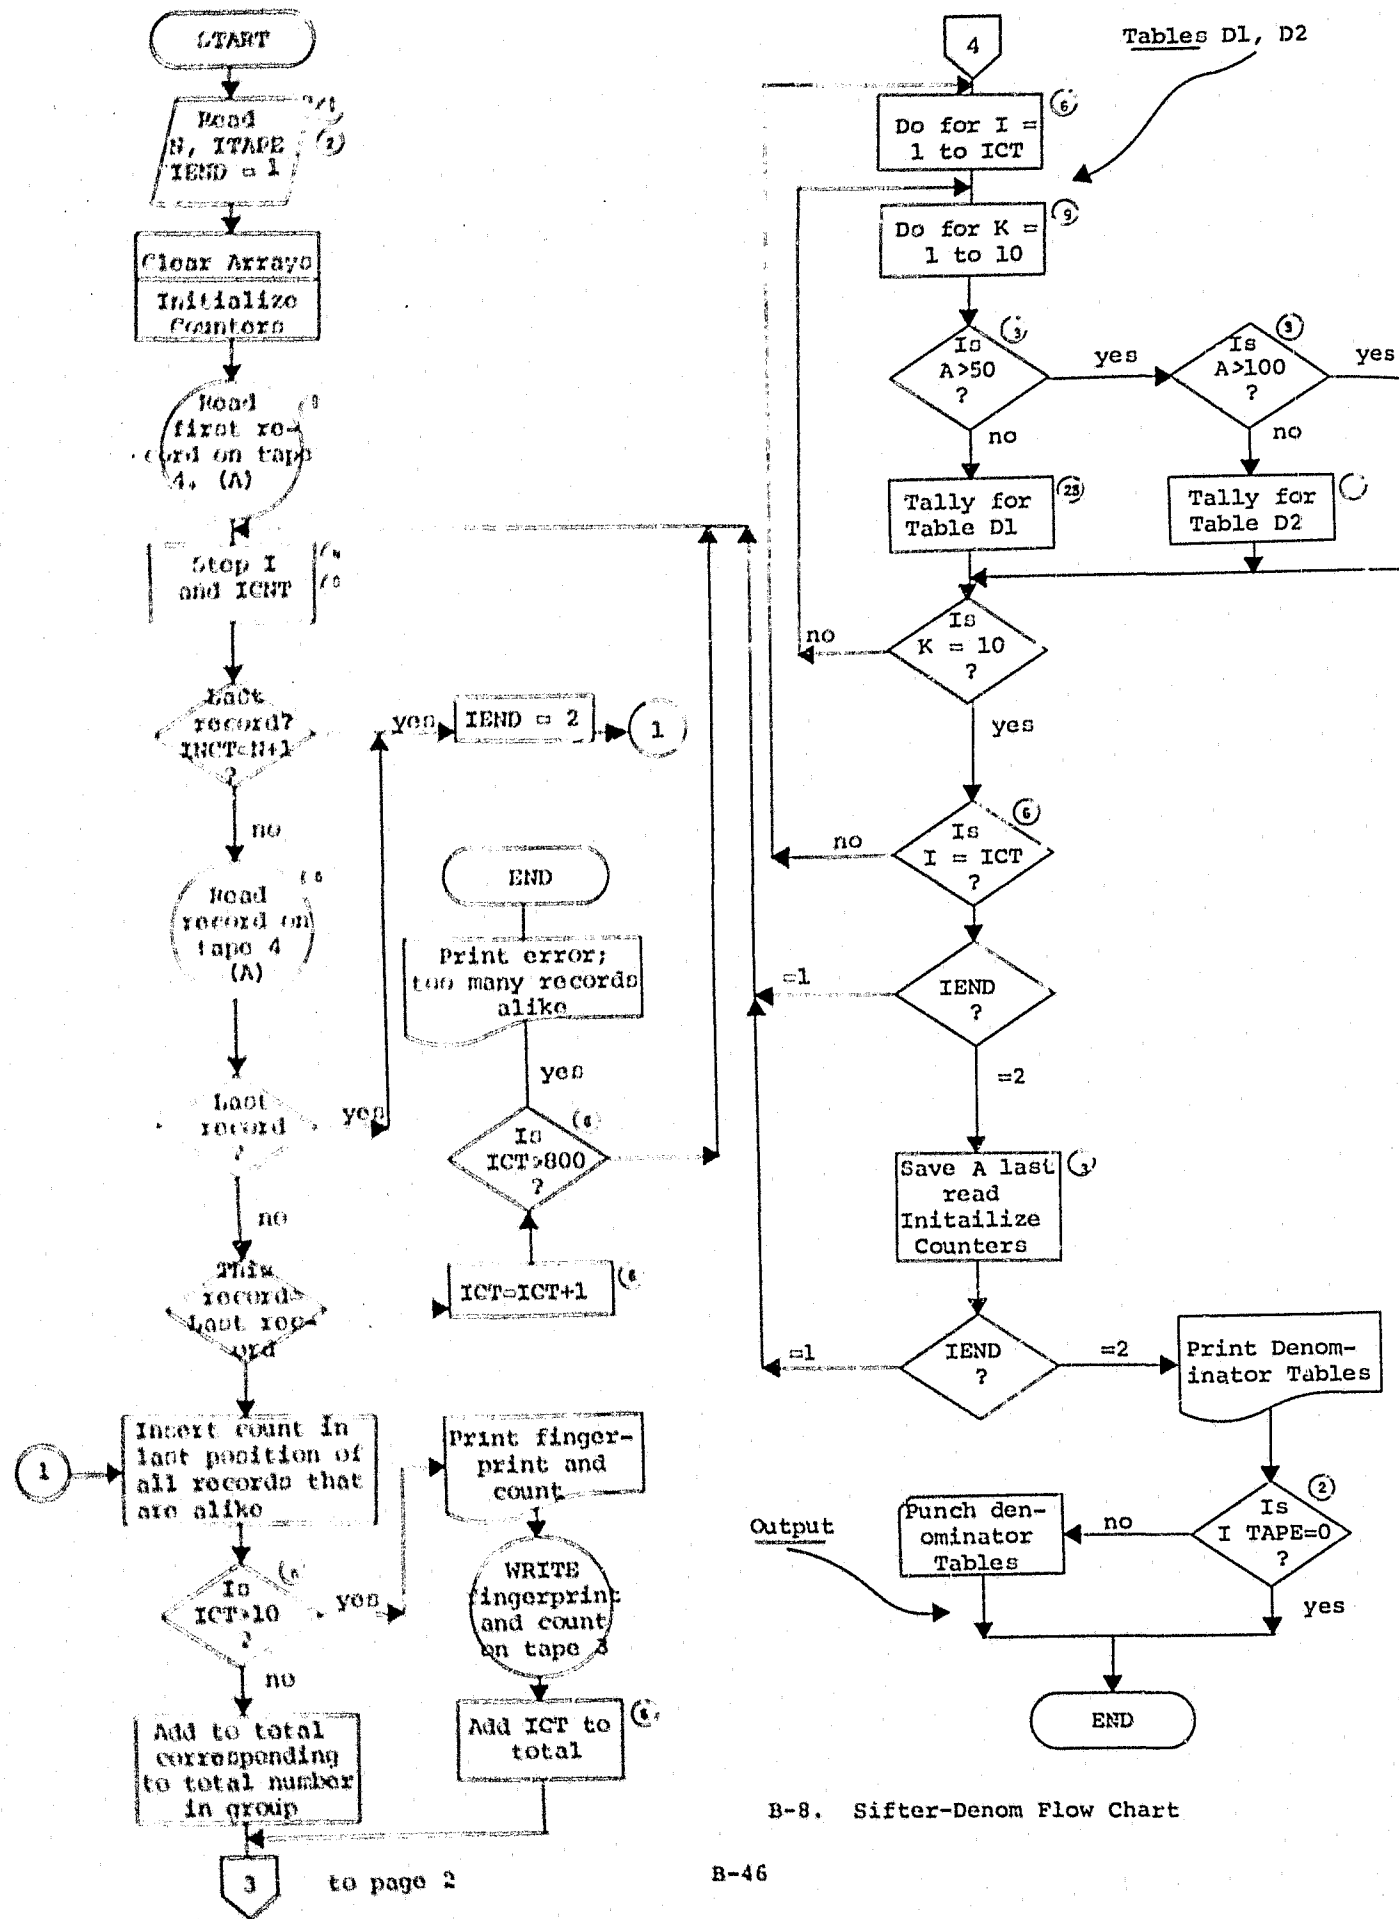 START
Read
N, ITAPE
IEND = 1
2
Clear Arrays
Initialize
Counters
Read
first re-
cord on tape
4. (A)
Step I
and ICNT
Last
record?
INCT=N+1
?
yes
IEND = 2
1
no
Read
record on
tape 4
(A)
END
Print error;
too many records
alike
yes
Last
record
?
yes
Is
ICT>800
?
no
This
record=
Last rec-
ord
ICT=ICT+1
1
Insert count in
last position of
all records that
are alike
Print finger-
print and
count
Is
ICT>10
?
yes
WRITE
fingerprint
and count
on tape 3
no
Add to total
corresponding
to total number
in group
Add ICT to
total
3
to page 2
4
Tables D1, D2
Do for I =
1 to ICT
6
Do for K =
1 to 10
9
Is
A>50
?
3
yes
Is
A>100
?
3
yes
no
no
Tally for
Table D1
23
Tally for
Table D2
Is
K = 10
?
no
yes
Is
I = ICT
?
6
no
IEND
?
=1
=2
Save A last
read
Initailize
Counters
3
IEND
?
=1
=2
Print Denom-
inator Tables
Output
Punch den-
ominator
Tables
no
Is
I TAPE=0
?
2
yes
END
B-8. Sifter-Denom Flow Chart
B-46